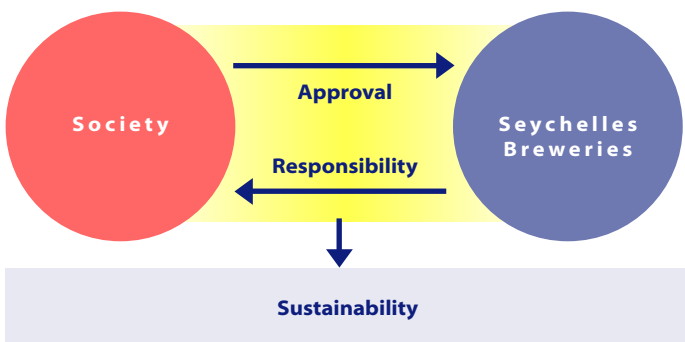 Approval
Society
Seychelles
Breweries
Responsibility
Sustainability